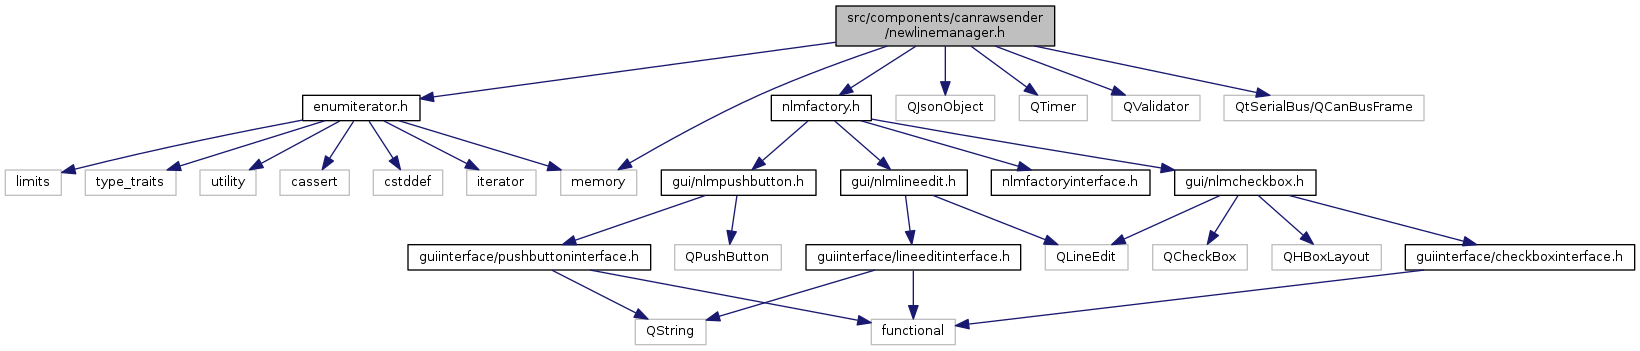 src/components/canrawsender
/newlinemanager.h
enumiterator.h
nlmfactory.h
QJsonObject
QTimer
QValidator
QtSerialBus/QCanBusFrame
limits
type_traits
utility
cassert
cstddef
iterator
memory
gui/nlmpushbutton.h
gui/nlmlineedit.h
nlmfactoryinterface.h
gui/nlmcheckbox.h
guiinterface/pushbuttoninterface.h
QPushButton
guiinterface/lineeditinterface.h
QLineEdit
QCheckBox
QHBoxLayout
guiinterface/checkboxinterface.h
QString
functional